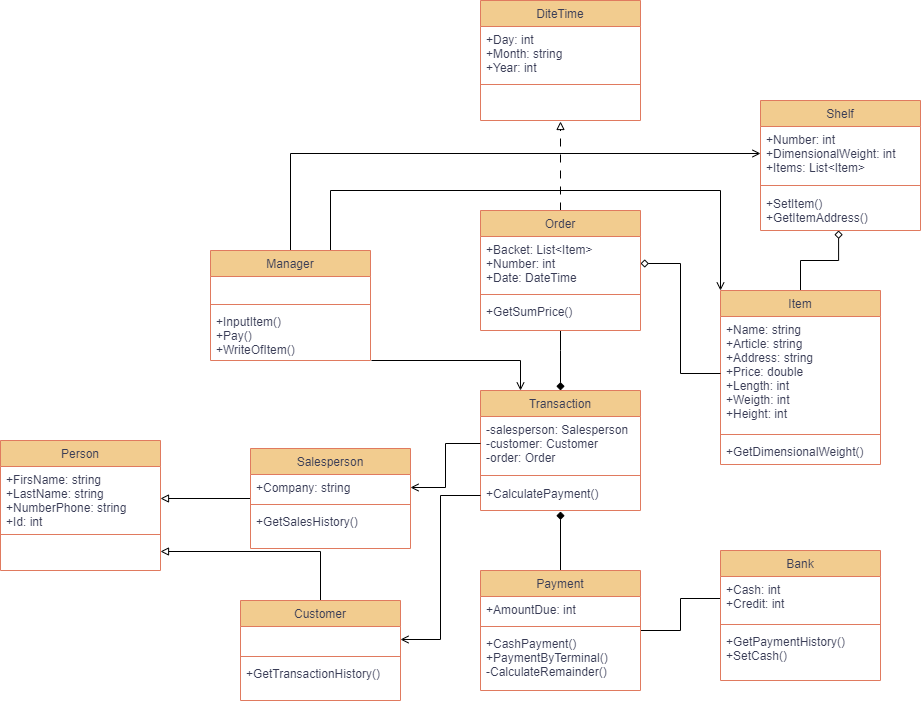 DiteTime
+Day: int
+Month: string
+Year: int
Shelf
+Number: int
+DimensionalWeight: int
+Items: List<Item>
+SetItem()
+GetItemAddress()
Order
+Backet: List<Item>
+Number: int
+Date: DateTime
+GetSumPrice()
Manager
+InputItem()
+Pay()
+WriteOfItem()
Item
+Name: string
+Article: string
+Address: string
+Price: double
+Length: int
+Weigth: int
+Height: int
+GetDimensionalWeight()
Transaction
-salesperson: Salesperson
-customer: Customer
-order: Order
+CalculatePayment()
Person
+FirsName: string
+LastName: string
+NumberPhone: string
+Id: int
Salesperson
+Company: string
+GetSalesHistory()
Customer
+GetTransactionHistory()
Payment
+AmountDue: int
+CashPayment()
+PaymentByTerminal()
-CalculateRemainder()
Bank
+Cash: int
+Credit: int
+GetPaymentHistory()
+SetCash()